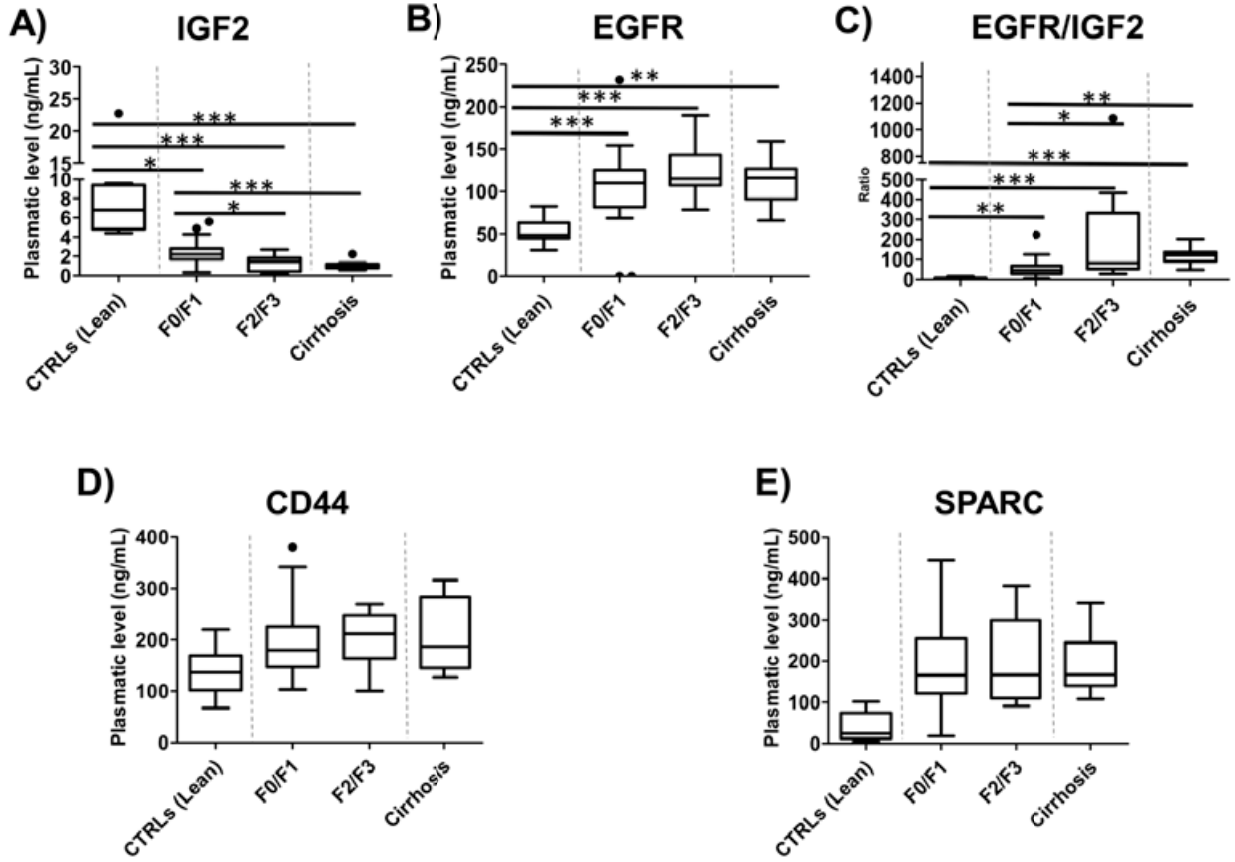 A)
IGF2
Plasmatic level (ng/mL)
30
25
20
15
10
8
6
4
2
0
***
***
*
***
*
CTRLs (Lean)
F0/F1
F2/F3
Cirrhosis
B)
EGFR
Plasmatic level (ng/mL)
250
200
150
100
50
0
**
***
***
CTRLs (Lean)
F0/F1
F2/F3
Cirrhosis
C)
EGFR/IGF2
Ratio
1400
1200
1000
800
500
400
300
200
100
0
**
*
***
***
**
CTRLs (Lean)
F0/F1
F2/F3
Cirrhosis
D)
CD44
Plasmatic level (ng/mL)
400
300
200
100
0
CTRLs (Lean)
F0/F1
F2/F3
Cirrhosis
E)
SPARC
Plasmatic level (ng/mL)
500
400
300
200
100
0
CTRLs (Lean)
F0/F1
F2/F3
Cirrhosis